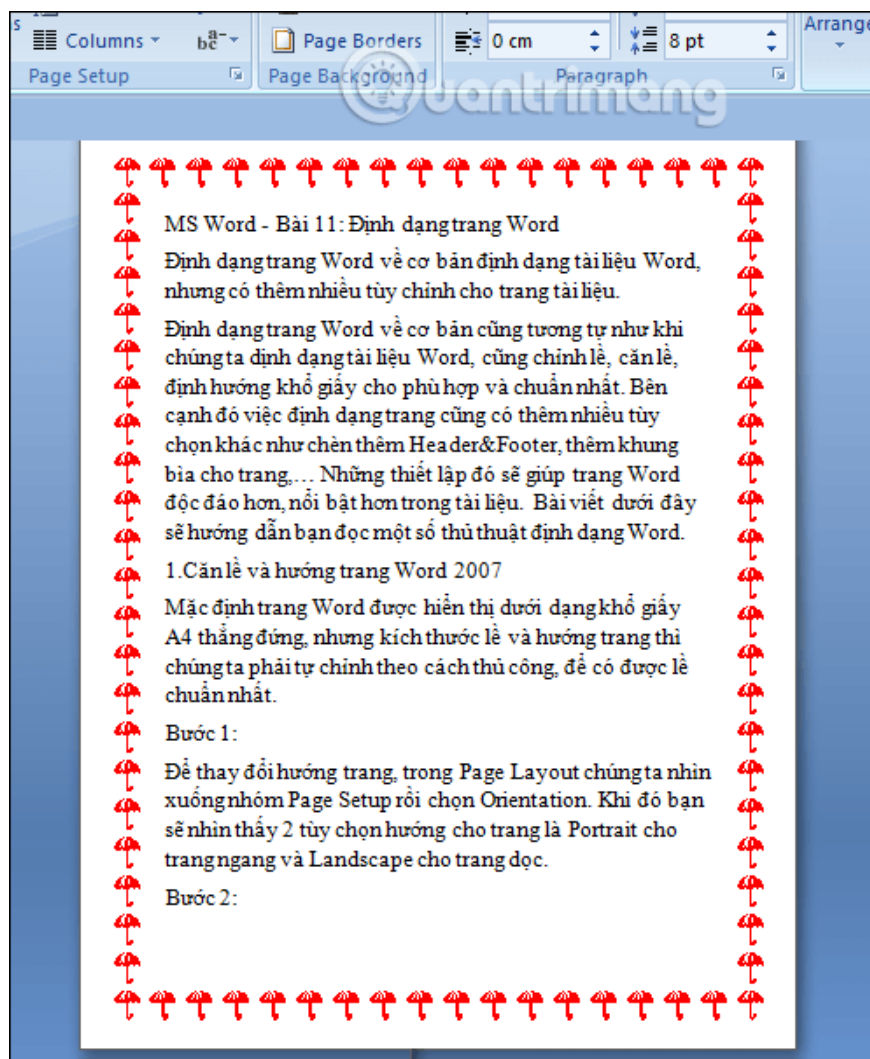 Columns
Page Borders
0 cm
8 pt
Arrange
Page Setup
Page Background
Paragraph
Quantrimang
MS Word - Bài 11: Định dạng trang Word
Định dạng trang Word về cơ bản định dạng tài liệu Word,
nhưng có thêm nhiều tùy chỉnh cho trang tài liệu.
Định dạng trang Word về cơ bản cũng tương tự như khi
chúng ta định dạng tài liệu Word, cũng chỉnh lề, căn lề,
định hướng khổ giấy cho phù hợp và chuẩn nhất. Bên
cạnh đó việc định dạng trang cũng có thêm nhiều tùy
chọn khác như chèn thêm Header&Footer, thêm khung
bìa cho trang,... Những thiết lập đó sẽ giúp trang Word
độc đáo hơn, nổi bật hơn trong tài liệu. Bài viết dưới đây
sẽ hướng dẫn bạn đọc một số thủ thuật định dạng Word.
1.Căn lề và hướng trang Word 2007
Mặc định trang Word được hiển thị dưới dạng khổ giấy
A4 thẳng đứng, nhưng kích thước lề và hướng trang thì
chúng ta phải tự chỉnh theo cách thủ công, để có được lề
chuẩn nhất.
Bước 1:
Để thay đổi hướng trang, trong Page Layout chúng ta nhìn
xuống nhóm Page Setup rồi chọn Orientation. Khi đó bạn
sẽ nhìn thấy 2 tùy chọn hướng cho trang là Portrait cho
trang ngang và Landscape cho trang dọc.
Bước 2: